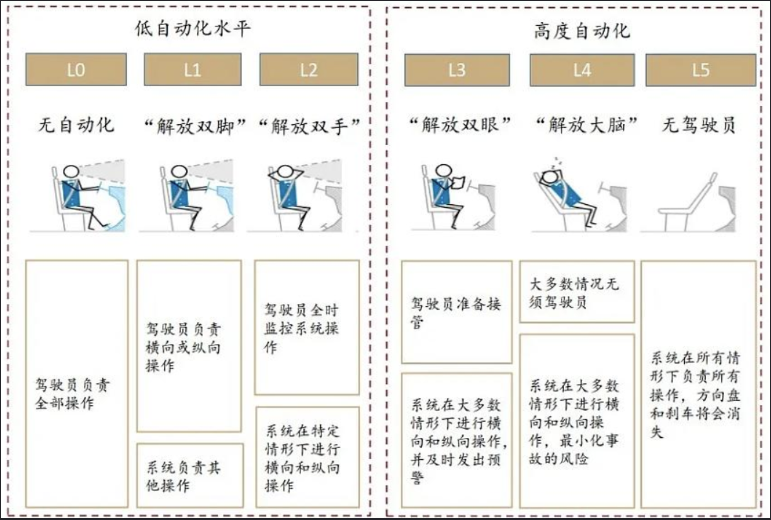 低自动化水平
高度自动化
L0
L1
L2
L3
L4
L5
无自动化
“解放双脚”
“解放双手”
“解放双眼”
“解放大脑”
无驾驶员
驾驶员负责
全部操作
驾驶员负责
横向或纵向
操作
系统负责其
他操作
驾驶员全时
监控系统操
作
系统在特定
情形下进行
横向和纵向
操作
驾驶员准备接
管
系统在大多数
情形下进行横
向和纵向操作，
并及时发出预
警
大多数情况无
须驾驶员
系统在大多数
情形下进行横
向和纵向操
作，最小化事
故的风险
系统在所有情
形下负责所有
操作，方向盘
和刹车将会消
失